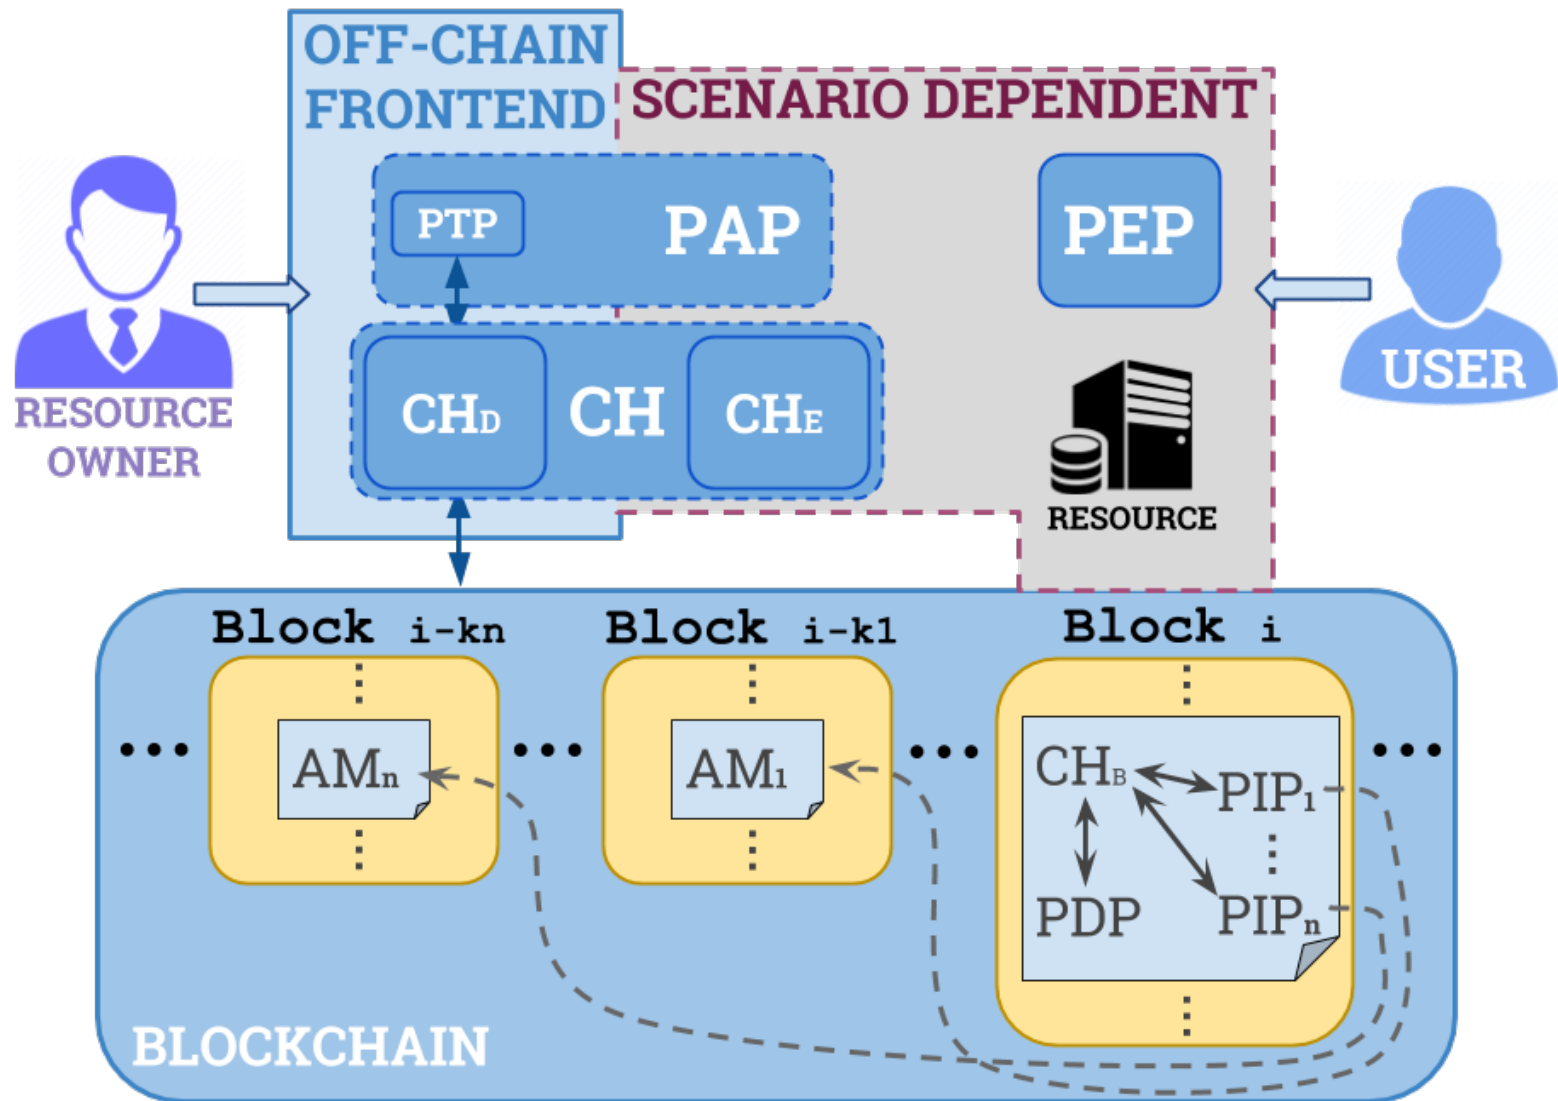 OFF-CHAIN
FRONTEND
SCENARIO DEPENDENT
PTP
PAP
PEP
CHD
CH
CHE
RESOURCE
OWNER
USER
RESOURCE
Block i-kn
Block i-k1
Block i
AMn
AM1
CHB
PIP1
PDP
PIPn
BLOCKCHAIN